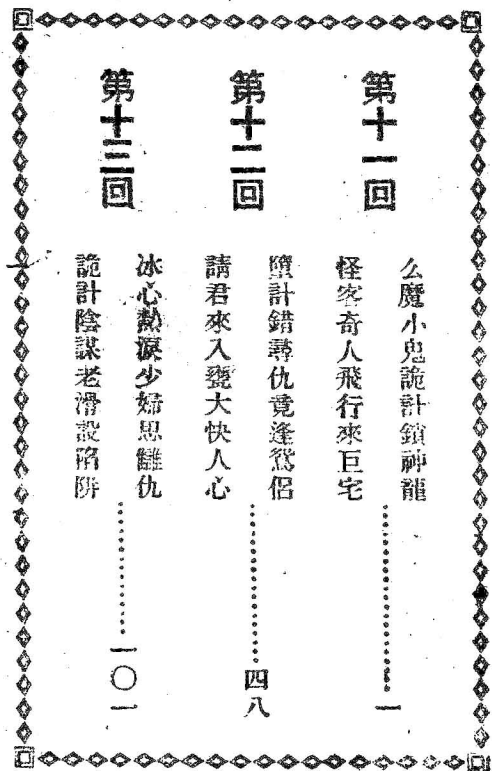 第十一回
么魔小鬼詭計鎖神龍
怪客奇人飛行來巨宅
一
第十二回
墮計錯尋仇竟逢鴛侶
請君來入甕大快人心
四八
第十三回
冰心熱淚少婦思讎仇
詭計陰謀老滑設陷阱
一〇一